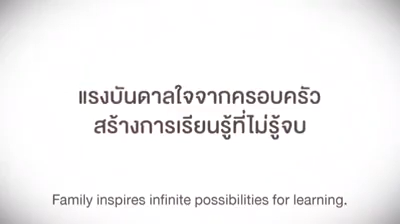 แรงบันดาลใจจากครอบครัว
สร้างการเรียนรู้ที่ไม่รู้จบ
Family inspires infinite possibilities for learning.